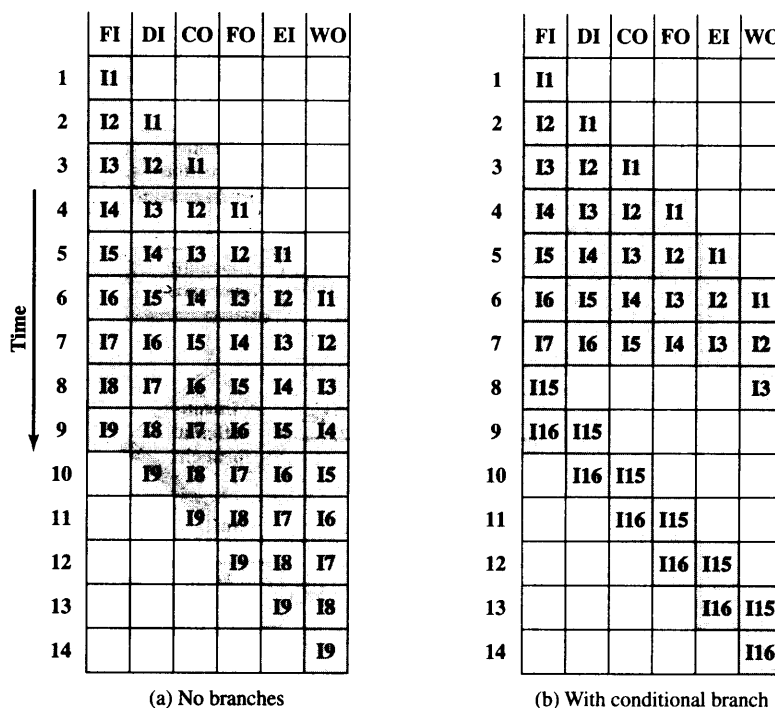 FI DI CO FO EI WO
1 I1
2 I2 I1
3 I3 I2 I1
4 I4 I3 I2 I1
5 I5 I4 I3 I2 I1
6 I6 I5 I4 I3 I2 I1
7 I7 I6 I5 I4 I3 I2
8 I8 I7 I6 I5 I4 I3
9 I9 I8 I7 I6 I5 I4
10 I9 I8 I7 I6 I5
11 I9 I8 I7 I6
12 I9 I8 I7
13 I9 I8
14 I9
Time
(a) No branches
FI DI CO FO EI WO
1 I1
2 I2 I1
3 I3 I2 I1
4 I4 I3 I2 I1
5 I5 I4 I3 I2 I1
6 I6 I5 I4 I3 I2 I1
7 I7 I6 I5 I4 I3 I2
8 I15 I3
9 I16 I15
10 I16 I15
11 I16 I15
12 I16 I15
13 I16 I15
14 I16
(b) With conditional branch